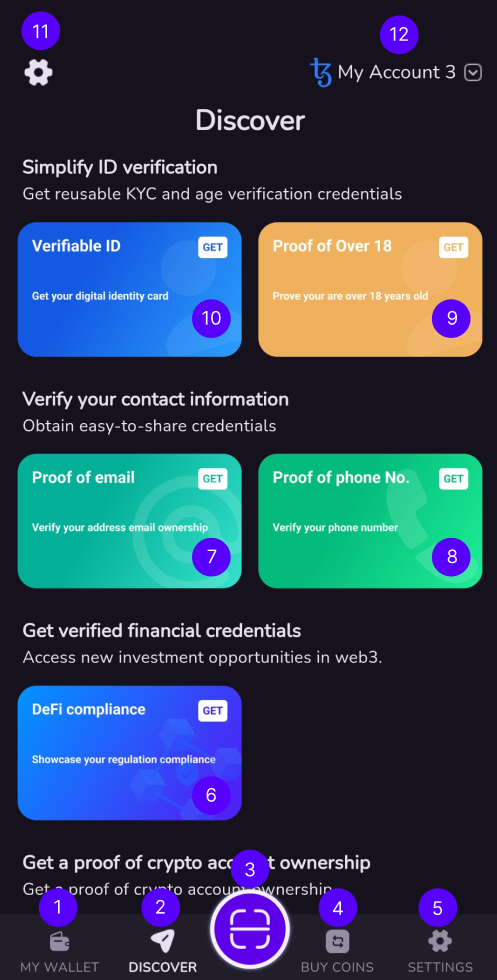 11
12
My Account 3
Discover
Simplify ID verification
Get reusable KYC and age verification credentials
Verifiable ID
GET
Get your digital identity card
10
Proof of Over 18
GET
Prove your are over 18 years old
9
Verify your contact information
Obtain easy-to-share credentials
Proof of email
GET
Verify your address email ownership
7
Proof of phone No.
GET
Verify your phone number
8
Get verified financial credentials
Access new investment opportunities in web3.
DeFi compliance
GET
Showcase your regulation compliance
6
Get a proof of crypto account ownership
Get a proof of crypto account ownership
1
2
3
4
5
MY WALLET
DISCOVER
BUY COINS
SETTINGS